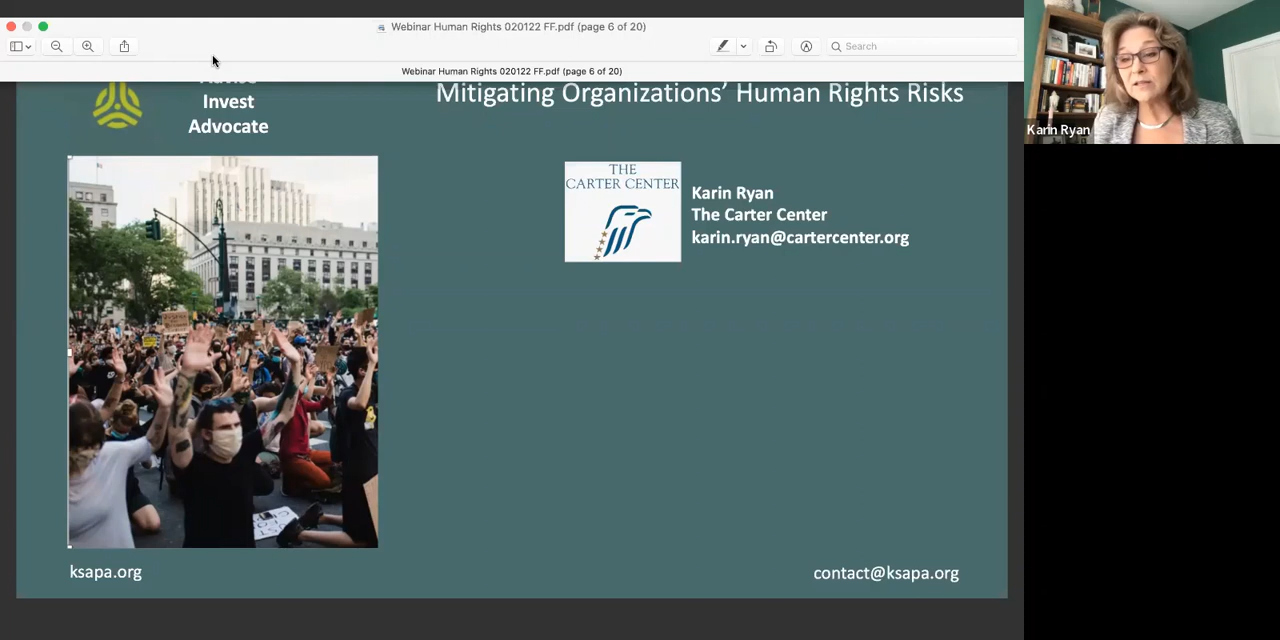 Webinar Human Rights 020122 FF.pdf (page 6 of 20)
Search
Webinar Human Rights 020122 FF.pdf (page 6 of 20)
Invest
Advocate
Mitigating Organizations’ Human Rights Risks
THE
CARTER CENTER
Karin Ryan
The Carter Center
karin.ryan@cartercenter.org
ksapa.org
contact@ksapa.org
Karin Ryan